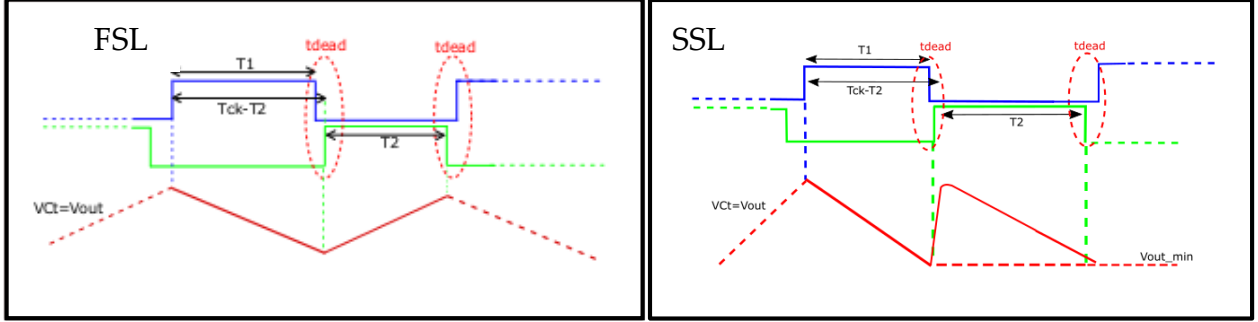 FSL
tdead
tdead
T1
Tck-T2
T2
VCt=Vout
SSL
tdead
tdead
T1
Tck-T2
T2
VCt=Vout
Vout_min